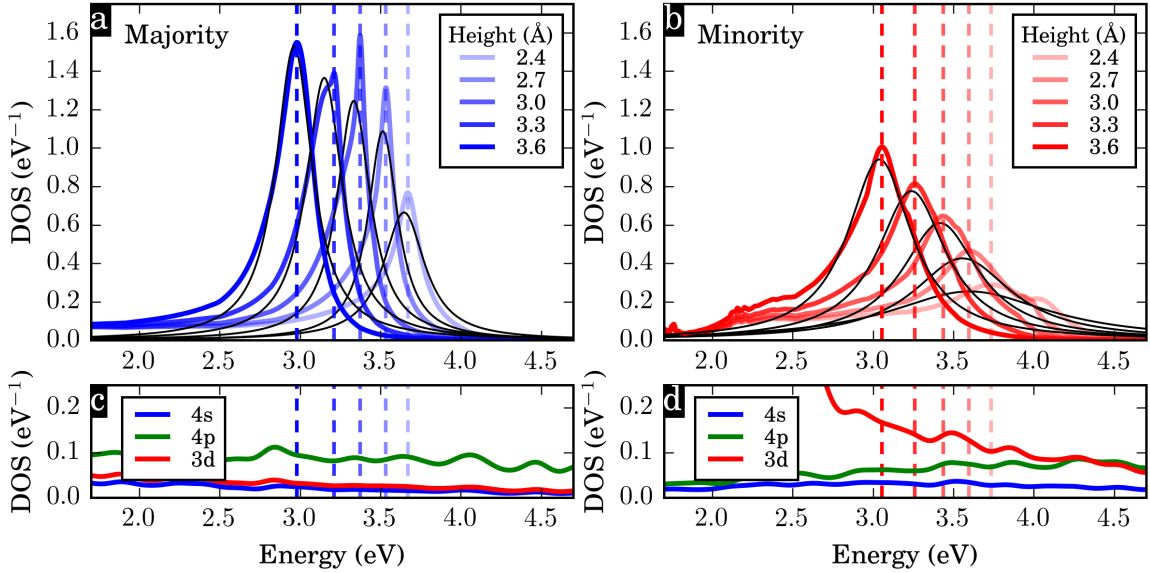 a
Majority
DOS (eV⁻¹)
1.6
1.4
1.2
1.0
0.8
0.6
0.4
0.2
0.0
Height (Å)
2.4
2.7
3.0
3.3
3.6
2.0 2.5 3.0 3.5 4.0 4.5
b
Minority
DOS (eV⁻¹)
1.6
1.4
1.2
1.0
0.8
0.6
0.4
0.2
0.0
Height (Å)
2.4
2.7
3.0
3.3
3.6
2.0 2.5 3.0 3.5 4.0 4.5
c
DOS (eV⁻¹)
0.2
0.1
0.0
4s
4p
3d
2.0 2.5 3.0 3.5 4.0 4.5
Energy (eV)
d
DOS (eV⁻¹)
0.2
0.1
0.0
4s
4p
3d
2.0 2.5 3.0 3.5 4.0 4.5
Energy (eV)